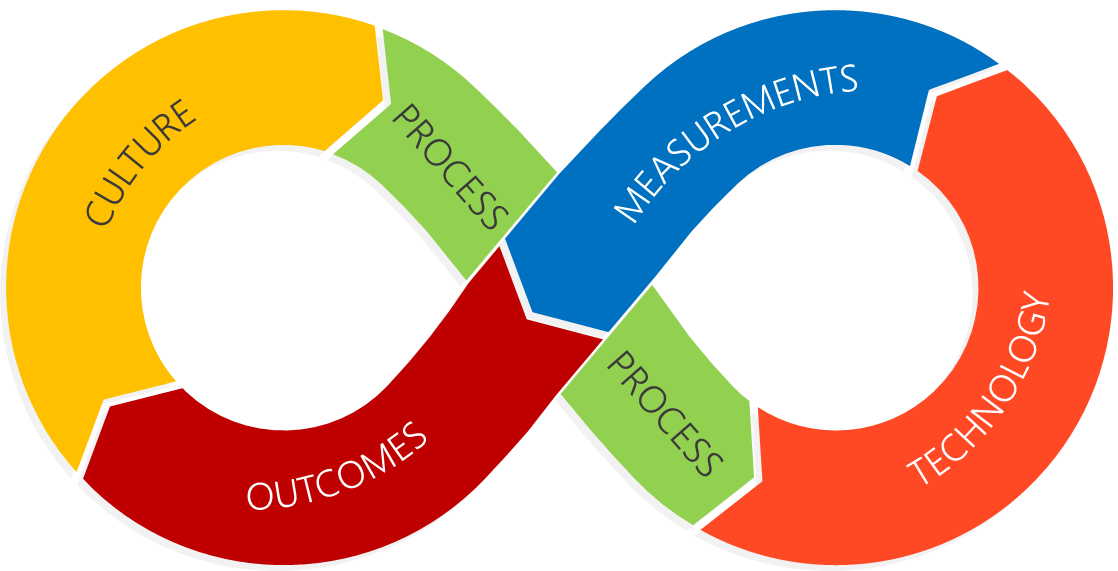 CULTURE
PROCESS
MEASUREMENTS
OUTCOMES
PROCESS
TECHNOLOGY